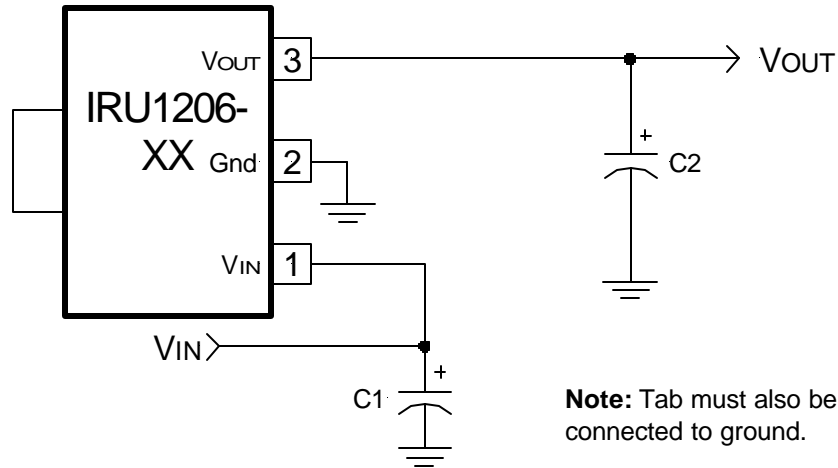 VOUT 3
VOUT
IRU1206-
XX
Gnd 2
+
C2
VIN 1
VIN
+
C1
Note: Tab must also be
connected to ground.